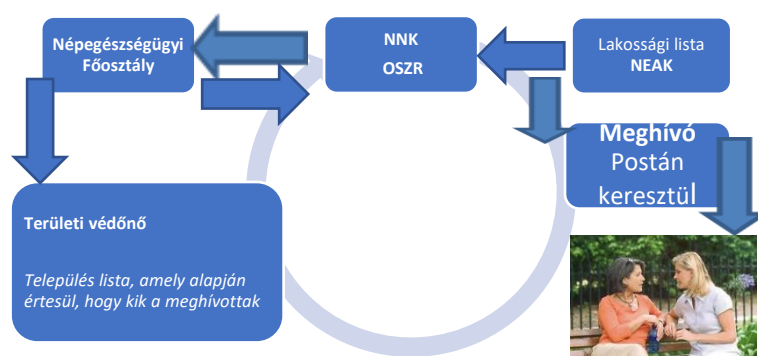 Népegészségügyi
Főosztály
NNK
OSZR
Lakossági lista
NEAK
Meghívó
Postán
keresztül
Területi védőnő
Település lista, amely alapján
értesül, hogy kik a meghívottak